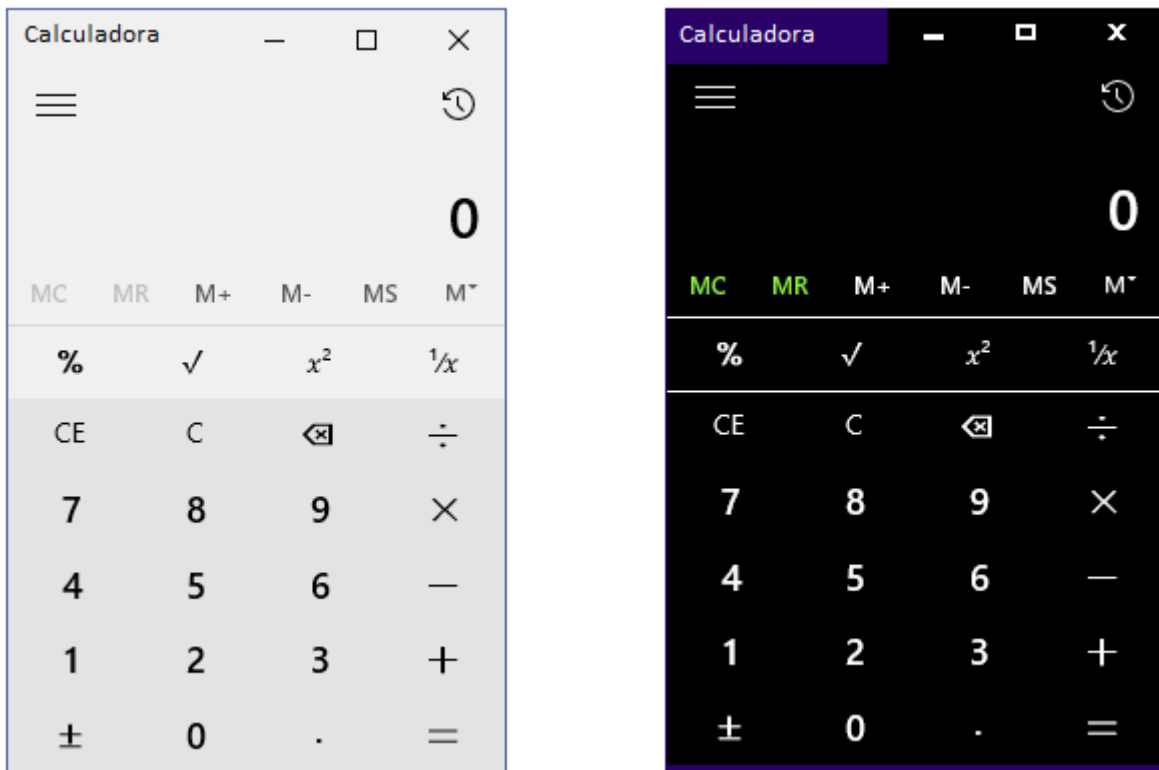 Calculadora
0
MC MR M+ M- MS M
% √ x² ¹/x
CE C ÷
7 8 9 ×
4 5 6 −
1 2 3 +
± 0 . =
Calculadora
0
MC MR M+ M- MS M
% √ x² ¹/x
CE C ÷
7 8 9 ×
4 5 6 −
1 2 3 +
± 0 . =